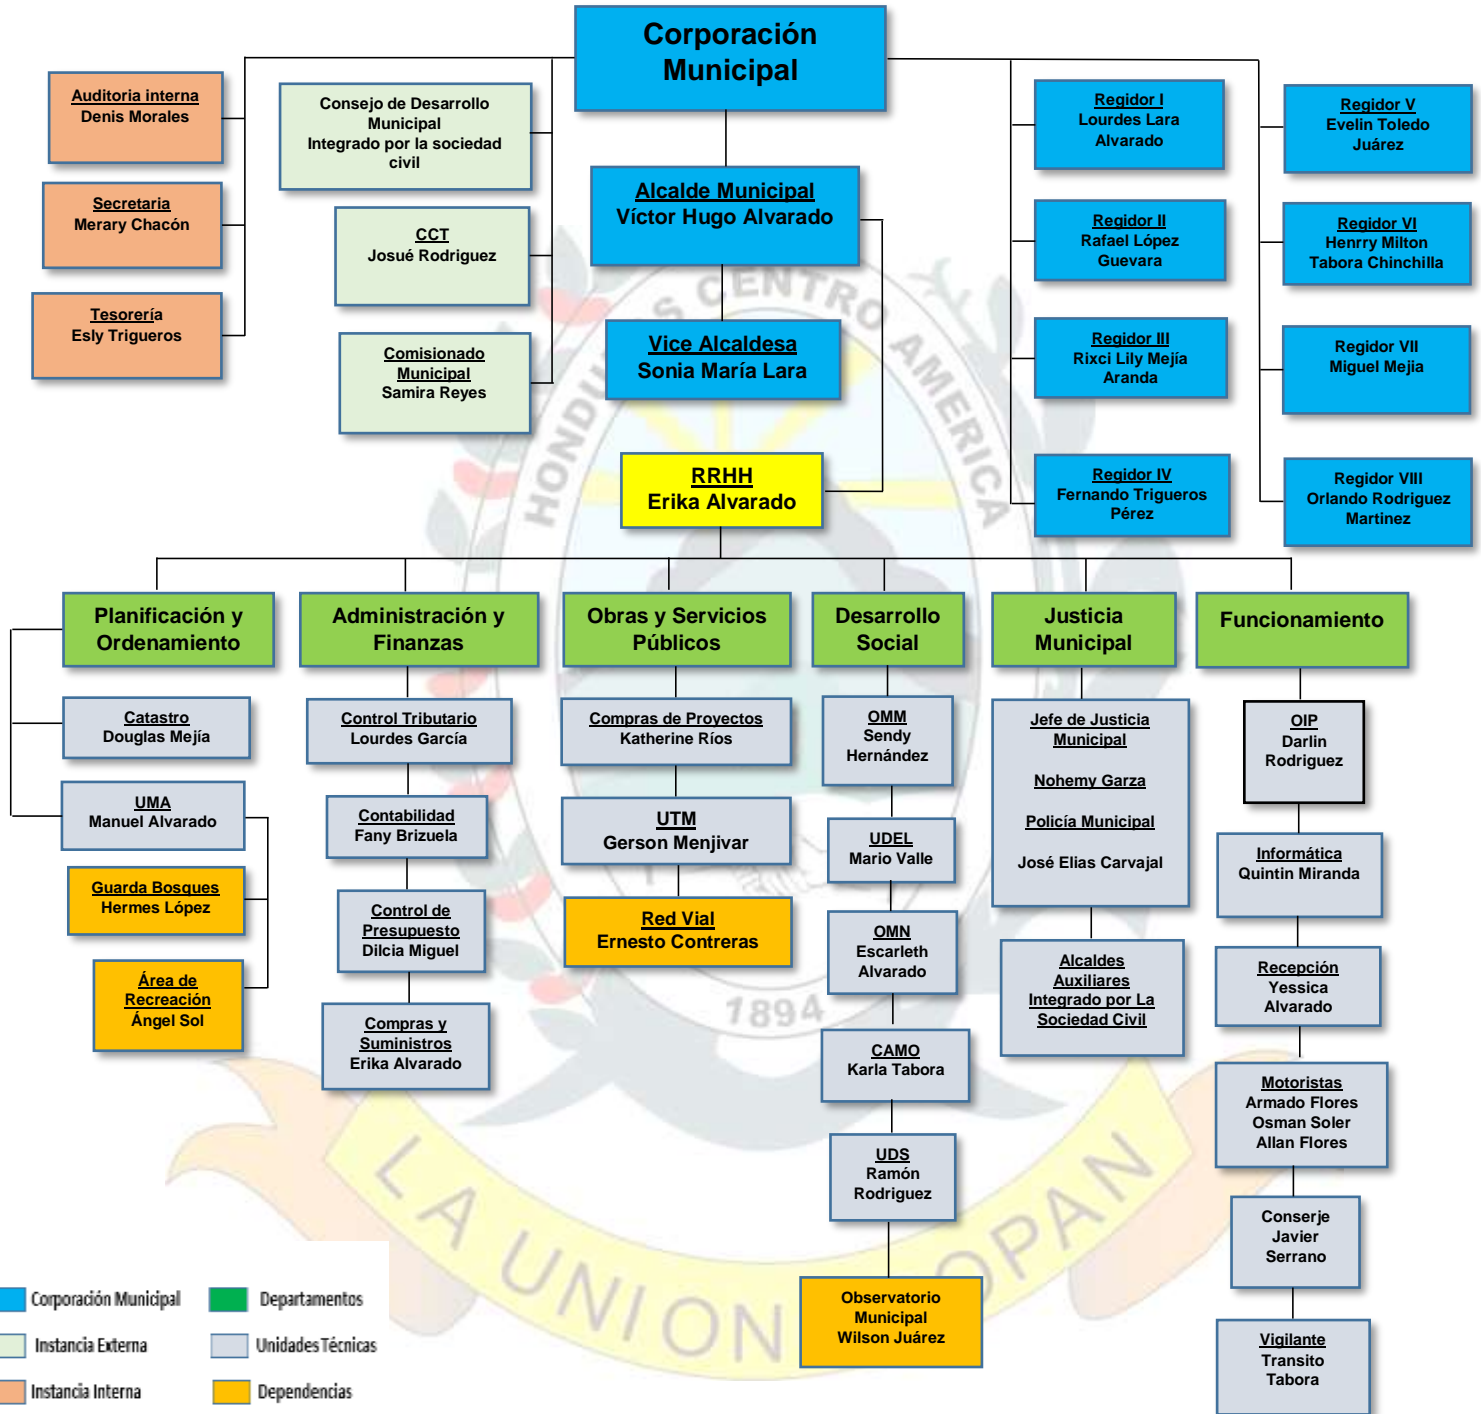 Corporación
Municipal
Auditoria interna
Denis Morales
Secretaria
Merary Chacón
Tesorería
Esly Trigueros
Consejo de Desarrollo
Municipal
Integrado por la sociedad
civil
CCT
Josué Rodriguez
Comisionado
Municipal
Samira Reyes
Alcalde Municipal
Víctor Hugo Alvarado
Vice Alcaldesa
Sonia María Lara
Regidor I
Lourdes Lara
Alvarado
Regidor II
Rafael López
Guevara
Regidor III
Rixci Lily Mejía
Aranda
Regidor IV
Fernando Trigueros
Pérez
Regidor V
Evelin Toledo
Juárez
Regidor VI
Henrry Milton
Tabora Chinchilla
Regidor VII
Miguel Mejia
Regidor VIII
Orlando Rodriguez
Martinez
RRHH
Erika Alvarado
Planificación y
Ordenamiento
Catastro
Douglas Mejía
UMA
Manuel Alvarado
Guarda Bosques
Hermes López
Área de
Recreación
Ángel Sol
Administración y
Finanzas
Control Tributario
Lourdes García
Contabilidad
Fany Brizuela
Control de
Presupuesto
Dilcia Miguel
Compras y
Suministros
Erika Alvarado
Obras y Servicios
Públicos
Compras de Proyectos
Katherine Ríos
UTM
Gerson Menjivar
Red Vial
Ernesto Contreras
Desarrollo
Social
OMM
Sendy
Hernández
UDEL
Mario Valle
OMN
Escarleth
Alvarado
CAMO
Karla Tabora
UDS
Ramón
Rodriguez
Observatorio
Municipal
Wilson Juárez
Justicia
Municipal
Jefe de Justicia
Municipal
Nohemy Garza
Policía Municipal
José Elias Carvajal
Alcaldes
Auxiliares
Integrado por La
Sociedad Civil
Funcionamiento
OIP
Darlin
Rodriguez
Informática
Quintin Miranda
Recepción
Yessica
Alvarado
Motoristas
Armado Flores
Osman Soler
Allan Flores
Conserje
Javier
Serrano
Vigilante
Transito
Tabora
Corporación Municipal
Departamentos
Instancia Externa
Unidades Técnicas
Instancia Interna
Dependencias
HONDURAS CENTRO AMERICA
1894
LA UNION COPAN